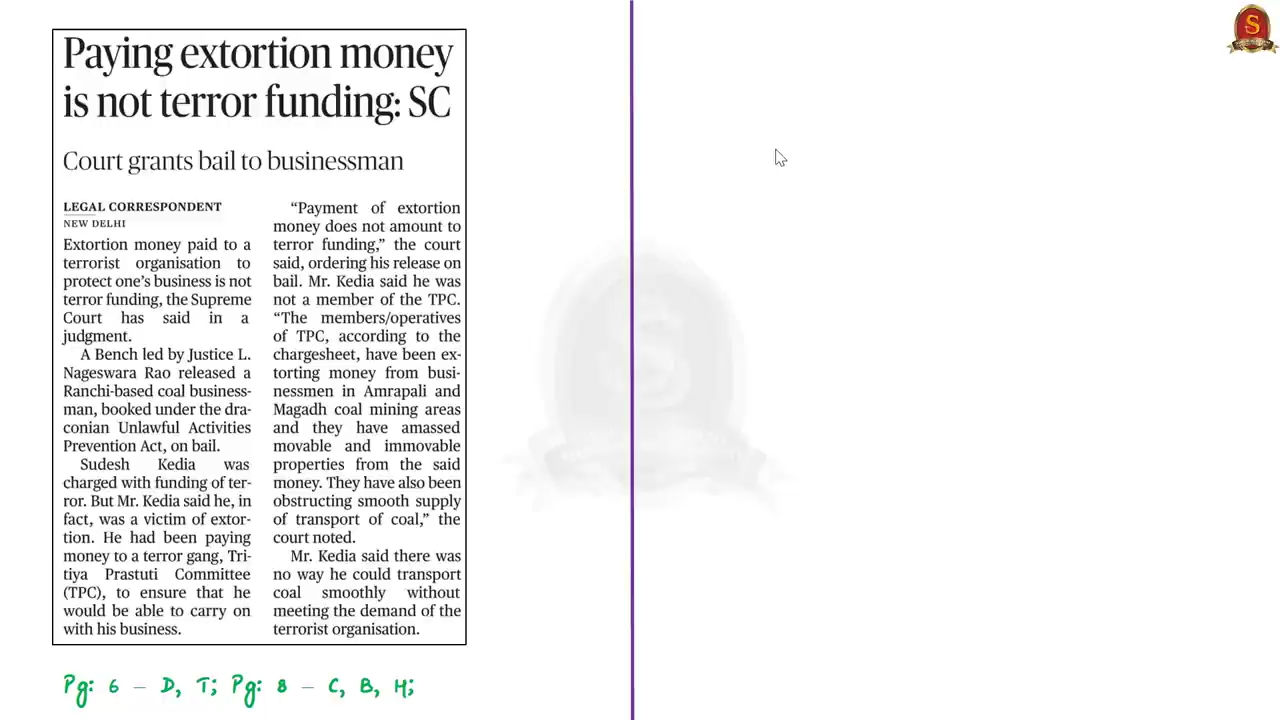 Paying extortion money
is not terror funding: SC
Court grants bail to businessman
LEGAL CORRESPONDENT
NEW DELHI
Extortion money paid to a
terrorist organisation to
protect one's business is not
terror funding, the Supreme
Court has said in a
judgment.
A Bench led by Justice L.
Nageswara Rao released a
Ranchi-based coal business-
man, booked under the dra-
conian Unlawful Activities
Prevention Act, on bail.
Sudesh Kedia was
charged with funding of ter-
ror. But Mr. Kedia said he, in
fact, was a victim of extor-
tion. He had been paying
money to a terror gang, Tri-
tiya Prastuti Committee
(TPC), to ensure that he
would be able to carry on
with his business.
“Payment of extortion
money does not amount to
terror funding,” the court
said, ordering his release on
bail. Mr. Kedia said he was
not a member of the TPC.
“The members/operatives
of TPC, according to the
chargesheet, have been ex-
torting money from busi-
nessmen in Amrapali and
Magadh coal mining areas
and they have amassed
movable and immovable
properties from the said
money. They have also been
obstructing smooth supply
of transport of coal,” the
court noted.
Mr. Kedia said there was
no way he could transport
coal smoothly without
meeting the demand of the
terrorist organisation.
Pg: 6 – D, T; Pg: 8 – C, B, H;
S